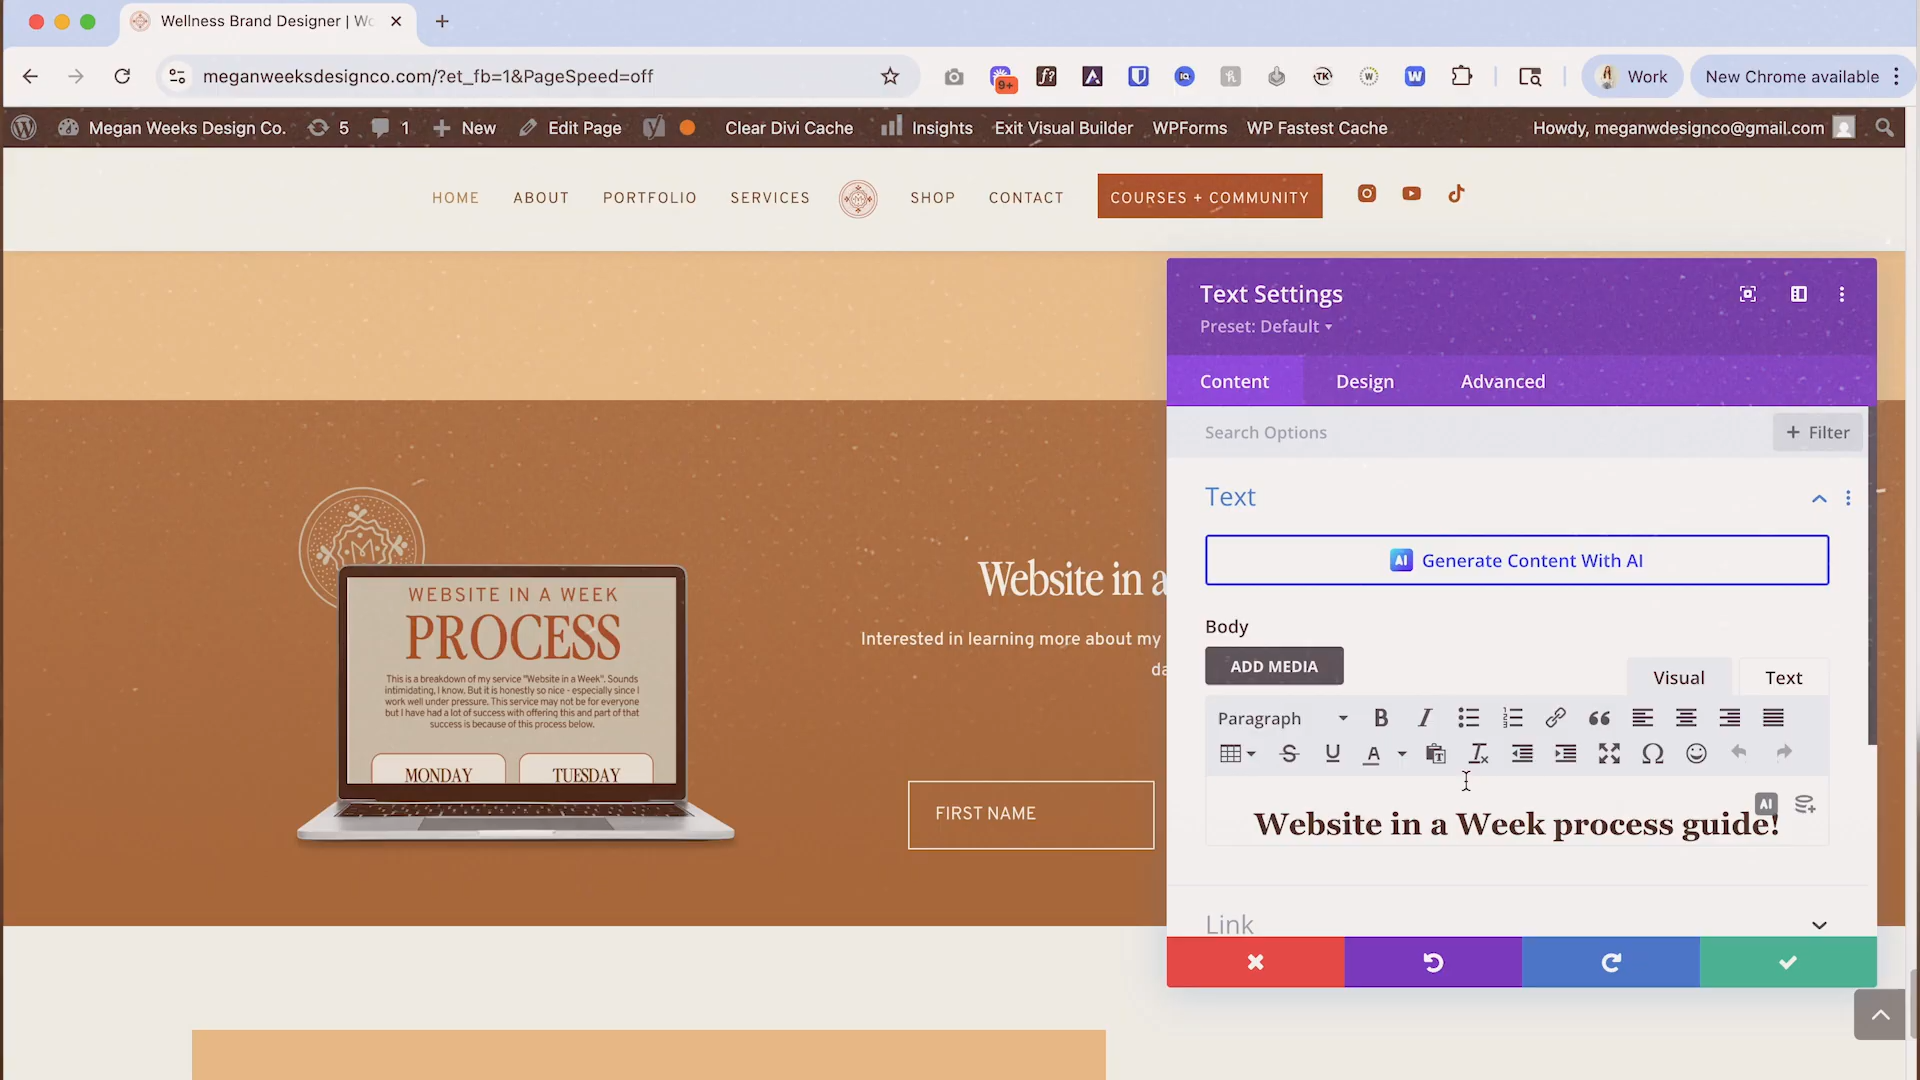 Wellness Brand Designer | Wo
meganweeksdesignco.com/?et_fb=1&PageSpeed=off
9+
f?
IQ
TK
W
W
Work
New Chrome available
Megan Weeks Design Co.
5
1
New
Edit Page
Clear Divi Cache
Insights
Exit Visual Builder
WPForms
WP Fastest Cache
Howdy, meganwdesignco@gmail.com
HOME
ABOUT
PORTFOLIO
SERVICES
SHOP
CONTACT
COURSES + COMMUNITY
WEBSITE IN A WEEK
PROCESS
This is a breakdown of my service "Website in a Week". Sounds
intimidating, I know. But it is honestly so nice - especially since I
work well under pressure. This service may not be for everyone
but I have had a lot of success with offering this and part of that
success is because of this process below.
MONDAY
TUESDAY
Website in a
Interested in learning more about my
da
FIRST NAME
Text Settings
Preset: Default
Content
Design
Advanced
Search Options
+ Filter
Text
AI Generate Content With AI
Body
ADD MEDIA
Visual
Text
Paragraph
AI
Website in a Week process guide!
Link